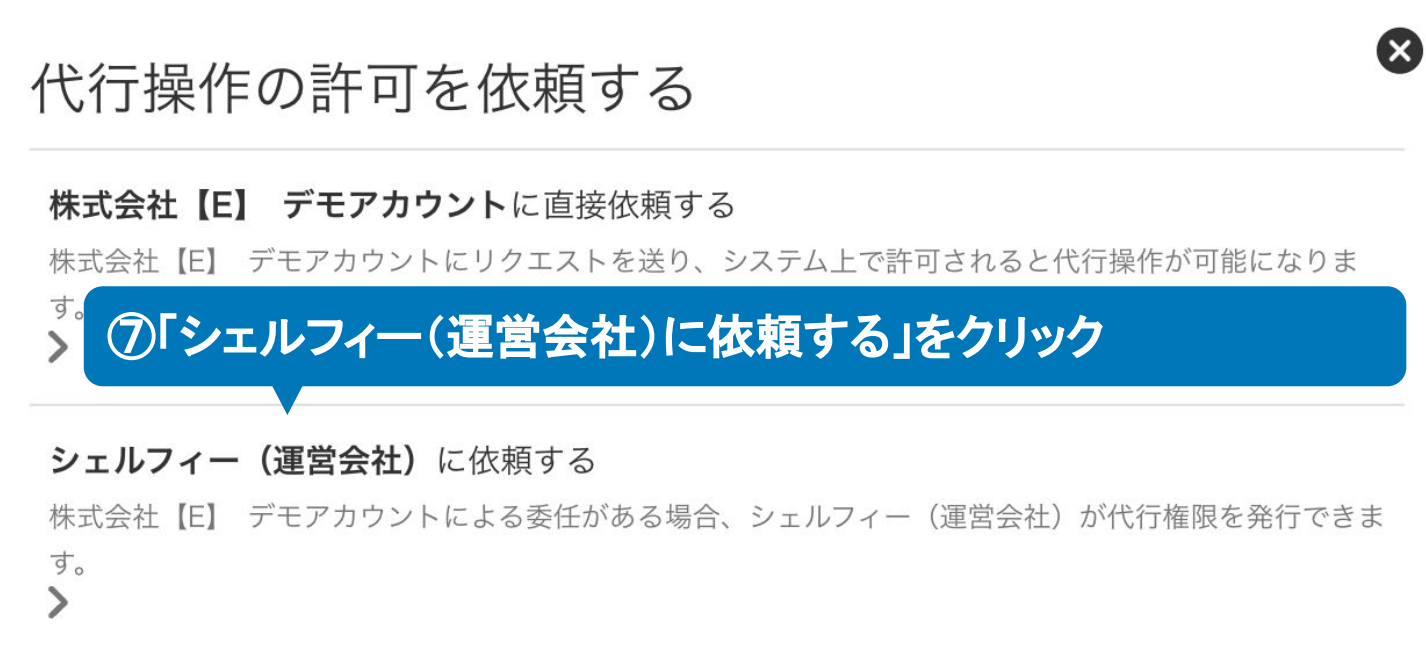 代行操作の許可を依頼する
株式会社【E】 デモアカウントに直接依頼する
株式会社【E】 デモアカウントにリクエストを送り、システム上で許可されると代行操作が可能になりま
す。
⑦「シェルフィー(運営会社)に依頼する」をクリック
シェルフィー（運営会社）に依頼する
株式会社【E】 デモアカウントによる委任がある場合、シェルフィー（運営会社）が代行権限を発行できま
す。